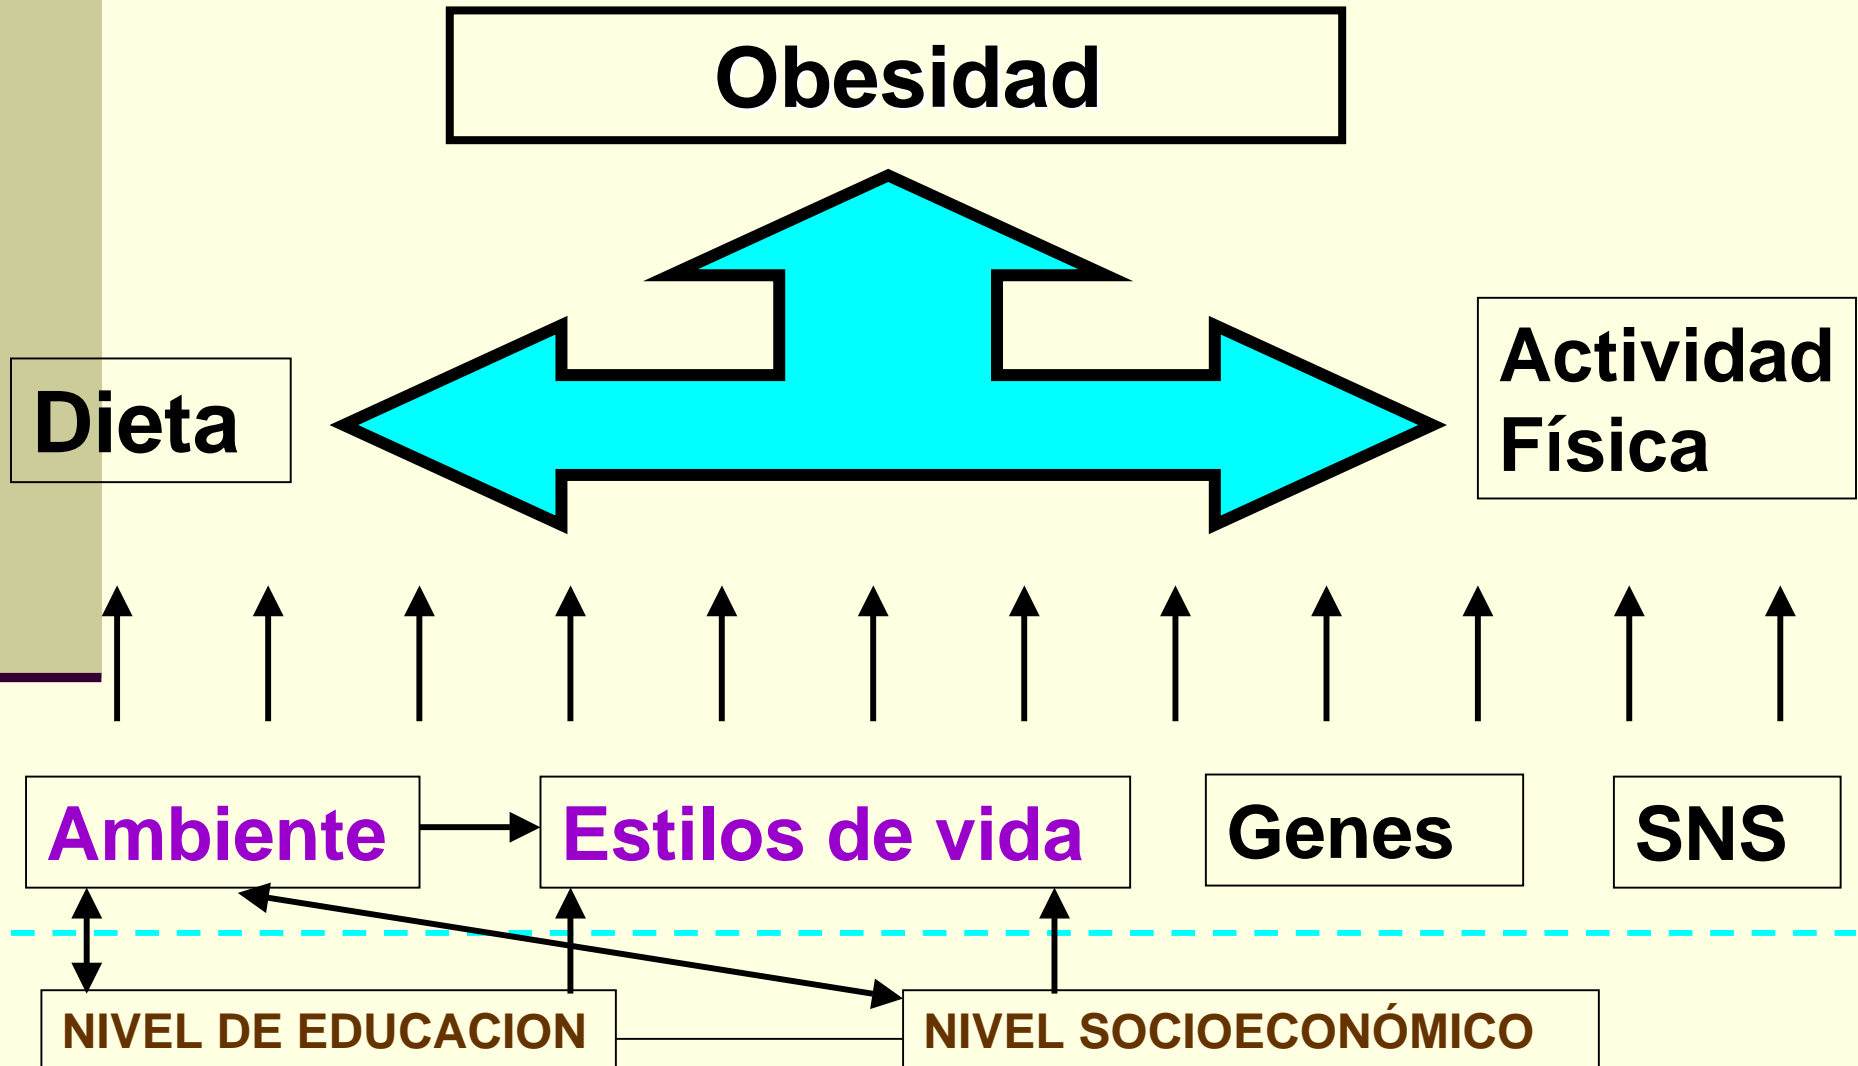 Obesidad
Dieta
Actividad
Física
Ambiente
Estilos de vida
Genes
SNS
NIVEL DE EDUCACION
NIVEL SOCIOECONÓMICO